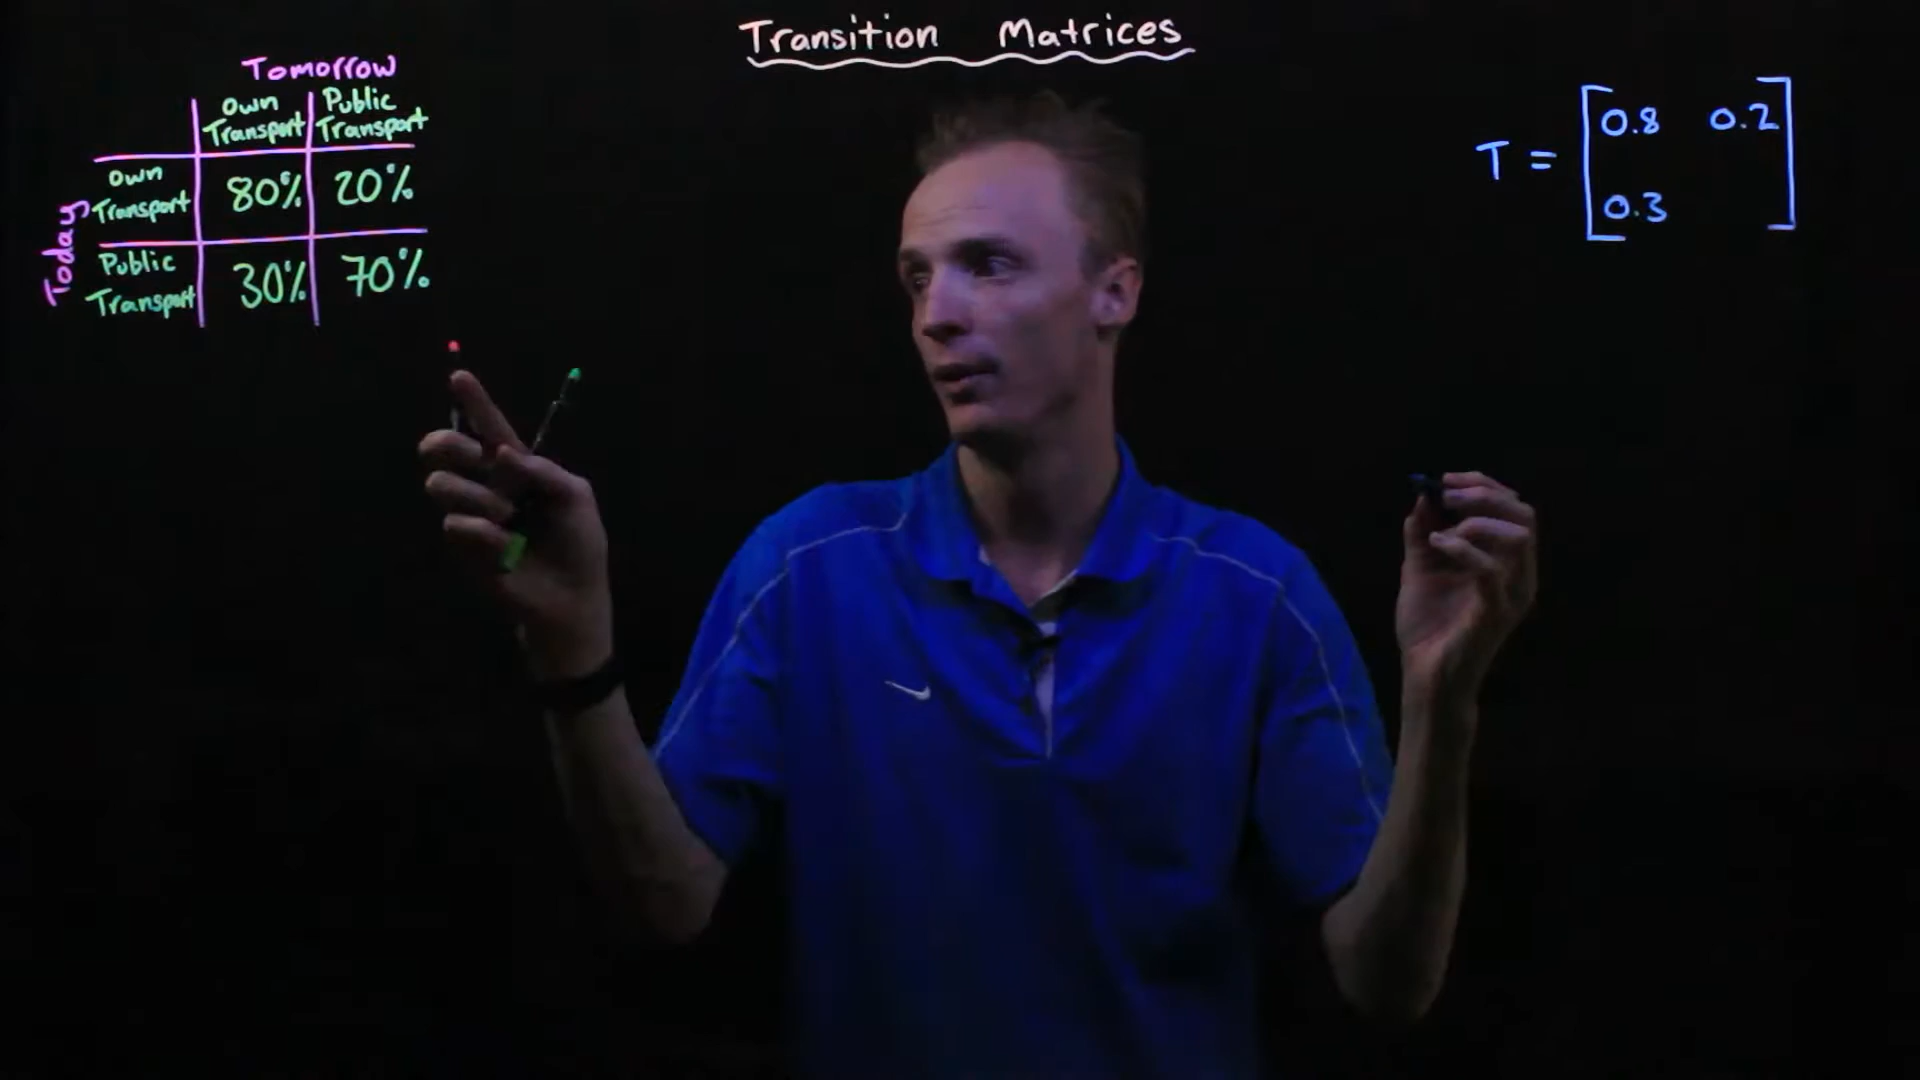 Transition Matrices
Tomorrow
Own Transport
Public Transport
Today
Own Transport
80%
20%
Public Transport
30%
70%
T =
0.8 0.2
0.3